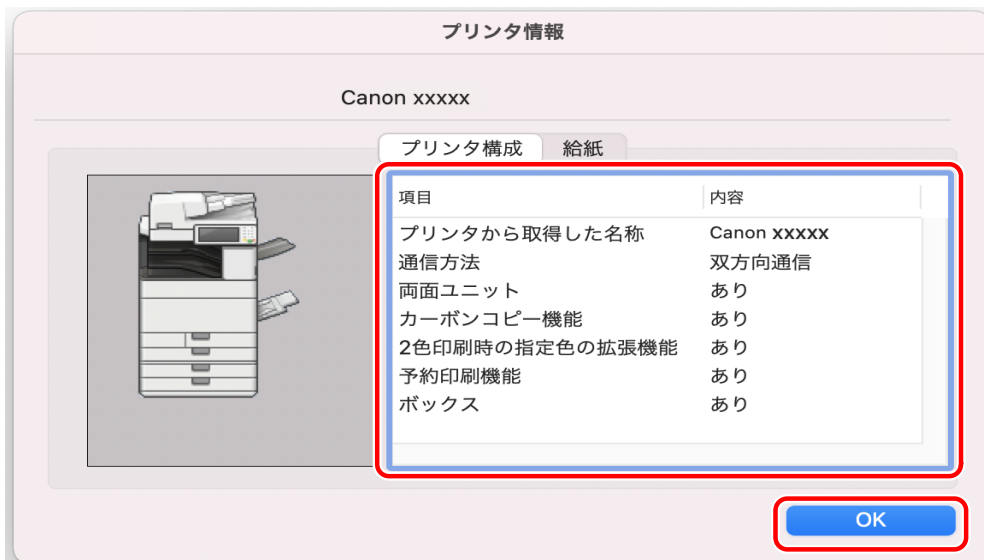 プリンタ情報
Canon xxxxx
プリンタ構成 給紙
項目 内容
プリンタから取得した名称 Canon xxxxx
通信方法 双方向通信
両面ユニット あり
カーボンコピー機能 あり
2色印刷時の指定色の拡張機能 あり
予約印刷機能 あり
ボックス あり
OK